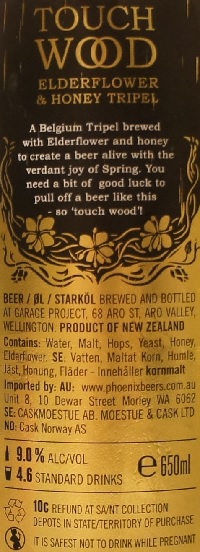 TOUCH
WOOD
ELDERFLOWER
& HONEY TRIPEL
A Belgium Tripel brewed
with Elderflower and honey
to create a beer alive with the
verdant joy of Spring. You
need a bit of good luck to
pull off a beer like this
- so 'touch wood'!
BEER / ØL / STARKÖL BREWED AND BOTTLED
AT GARAGE PROJECT, 68 ARO ST, ARO VALLEY,
WELLINGTON. PRODUCT OF NEW ZEALAND
Contains: Water, Malt, Hops, Yeast, Honey,
Elderflower. SE: Vatten, Maltat Korn, Humle,
Jäst, Honung, Fläder - Innehåller kornmalt
Imported by: AU: www.phoenixbeers.com.au
Unit 8, 10 Dewar Street Morley WA 6062
SE: CASKMOESTUE AB. MOESTUE & CASK LTD
NO: Cask Norway AS
9.0 % ALC/VOL
4.6 STANDARD DRINKS
e 650ml
10c REFUND AT SA/NT COLLECTION
DEPOTS IN STATE/TERRITORY OF PURCHASE
IT IS SAFEST NOT TO DRINK WHILE PREGNANT